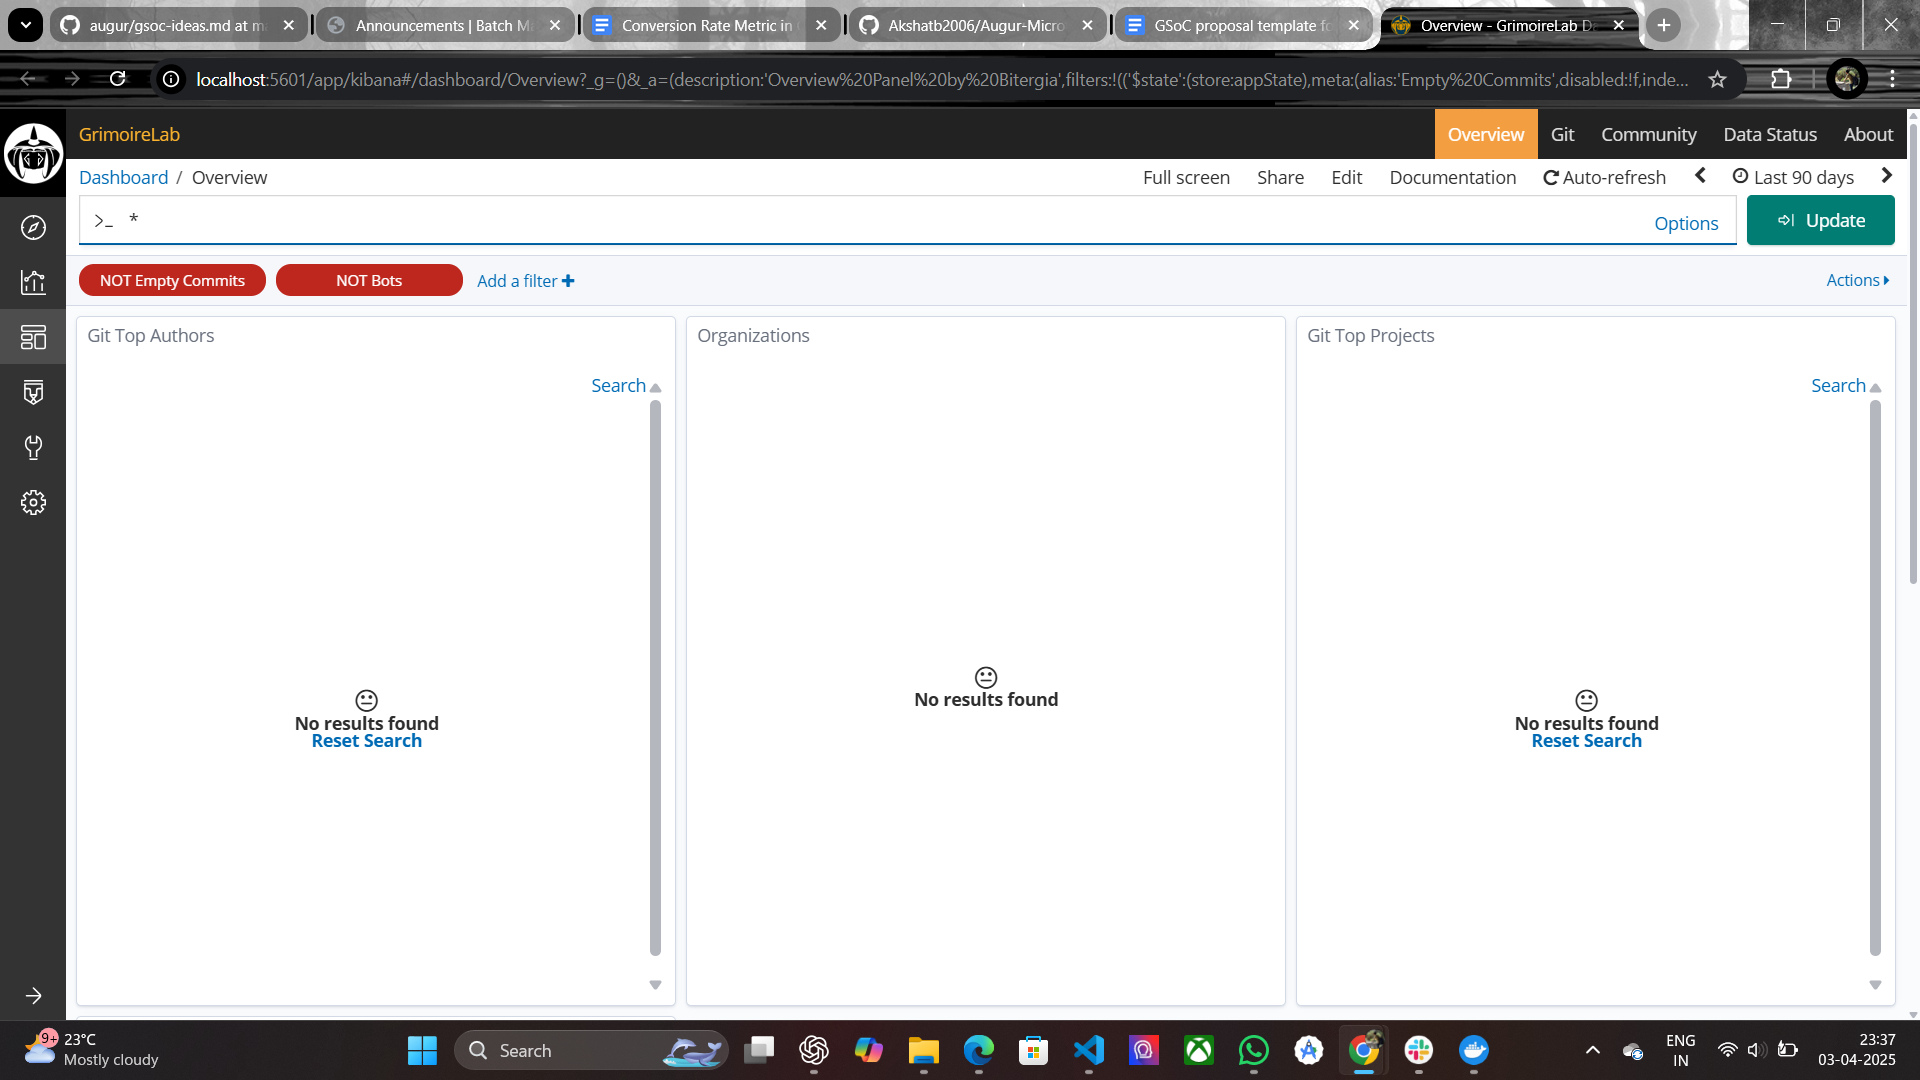 augur/gsoc-ideas.md at m
Announcements | Batch M
Conversion Rate Metric in
Akshatb2006/Augur-Micro
GSoC proposal template fo
Overview - GrimoireLab D
localhost:5601/app/kibana#/dashboard/Overview?_g=()&_a=(description:'Overview%20Panel%20by%20Bitergia',filters:!(('$state':(store:appState),meta:(alias:'Empty%20Commits',disabled:!f,inde...
GrimoireLab
Overview
Git
Community
Data Status
About
Dashboard / Overview
Full screen
Share
Edit
Documentation
Auto-refresh
Last 90 days
>_ *
Options
Update
NOT Empty Commits
NOT Bots
Add a filter
Actions
Git Top Authors
Organizations
Git Top Projects
Search
Search
No results found
Reset Search
No results found
No results found
Reset Search
9+
23°C
Mostly cloudy
Search
ENG
IN
23:37
03-04-2025